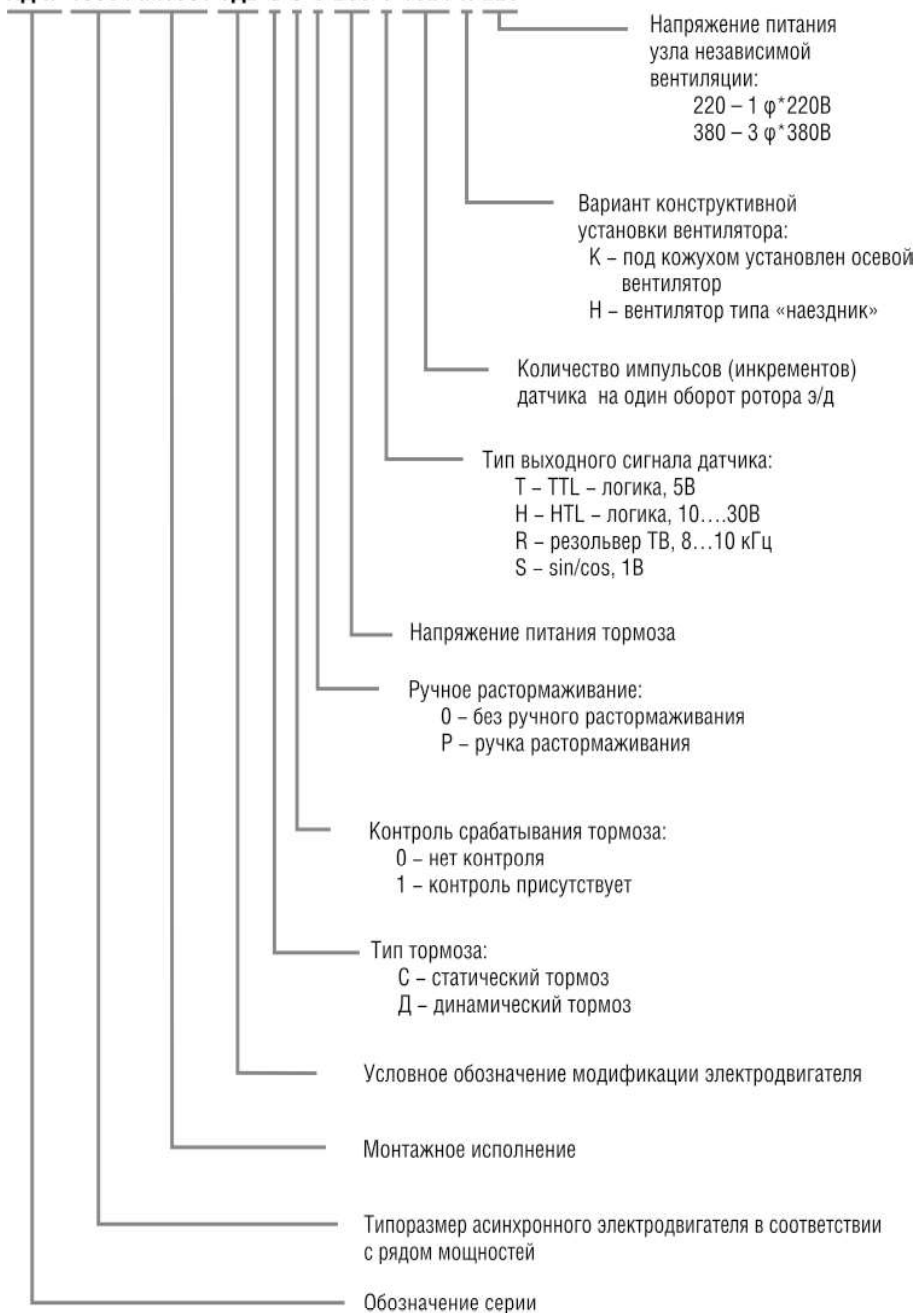 Напряжение питания
узла независимой
вентиляции:
220 – 1 φ*220В
380 – 3 φ*380В
Вариант конструктивной
установки вентилятора:
К – под кожухом установлен осевой
вентилятор
Н – вентилятор типа «наездник»
Количество импульсов (инкрементов)
датчика на один оборот ротора э/д
Тип выходного сигнала датчика:
Т – TTL – логика, 5В
Н – HTL – логика, 10....30В
R – резольвер ТВ, 8...10 кГц
S – sin/cos, 1В
Напряжение питания тормоза
Ручное растормаживание:
0 – без ручного растормаживания
Р – ручка растормаживания
Контроль срабатывания тормоза:
0 – нет контроля
1 – контроль присутствует
Тип тормоза:
С – статический тормоз
Д – динамический тормоз
Условное обозначение модификации электродвигателя
Монтажное исполнение
Типоразмер асинхронного электродвигателя в соответствии
с рядом мощностей
Обозначение серии